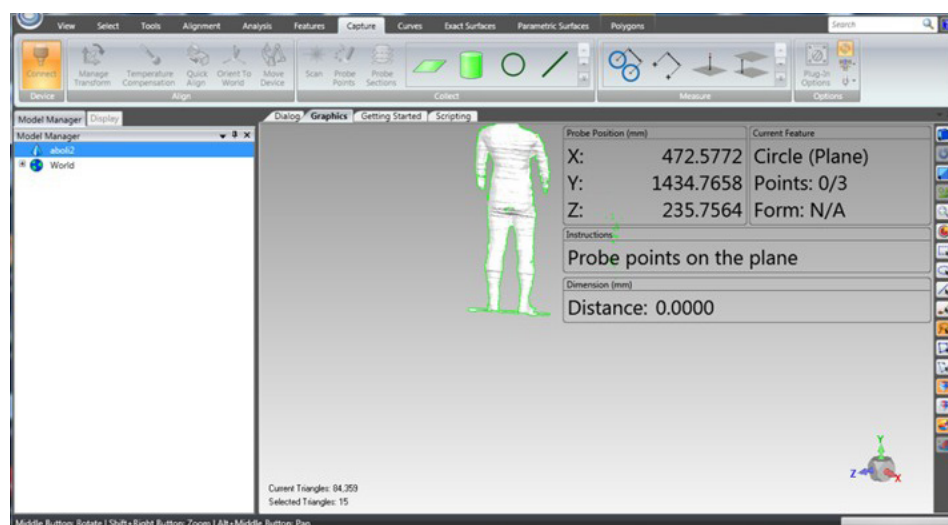 View Select Tools Alignment Analysis Features Capture Curves Exact Surfaces Parametric Surfaces Polygons Search
Connect Manage Transform Temperature Compensation Quick Align Orient To World Move Device Scan Probe Points Probe Sections Plug-In Options
Device Align Collect Measure Options
Model Manager Display Dialog Graphics Getting Started Scripting
Model Manager
aboli2
World
Probe Position (mm) Current Feature
X: 472.5772 Circle (Plane)
Y: 1434.7658 Points: 0/3
Z: 235.7564 Form: N/A
Instructions
Probe points on the plane
Dimension (mm)
Distance: 0.0000
Y
Z X
Current Triangles: 84,359
Selected Triangles: 15
Middle Button: Rotate | Shift+Right Button: Zoom | Alt+Middle Button: Pan